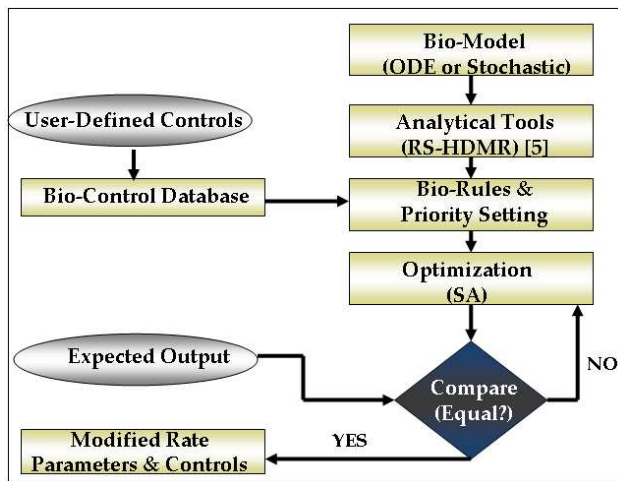 Bio-Model
(ODE or Stochastic)
User-Defined Controls
Analytical Tools
(RS-HDMR) [5]
Bio-Control Database
Bio-Rules &
Priority Setting
Optimization
(SA)
Expected Output
Compare
(Equal?)
NO
YES
Modified Rate
Parameters & Controls